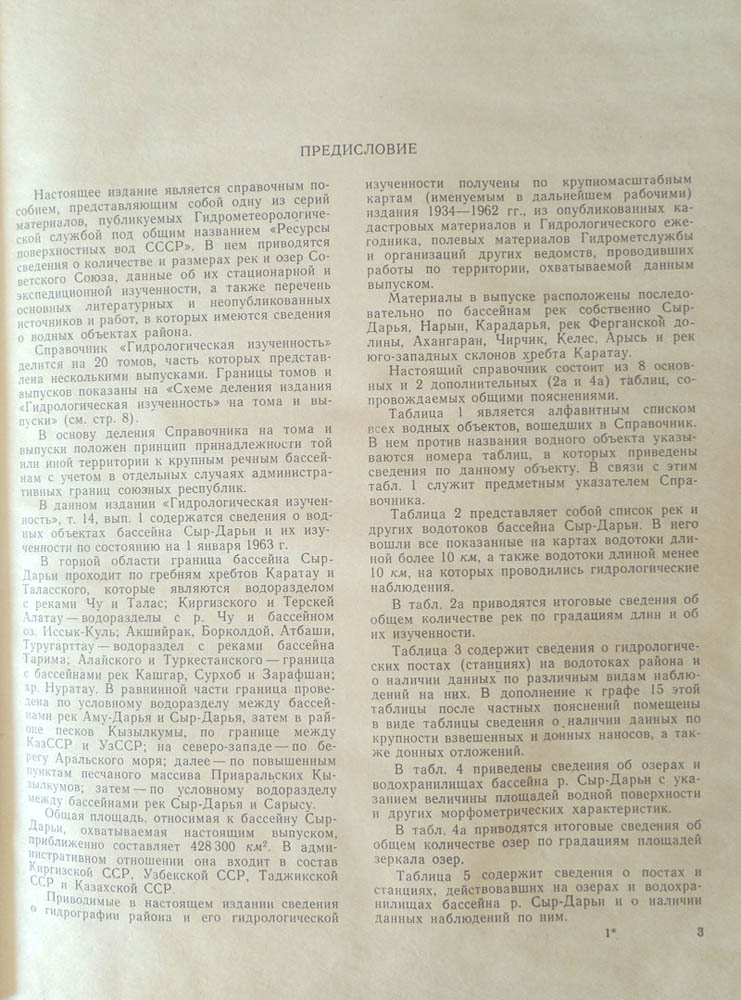 ПРЕДИСЛОВИЕ
Настоящее издание является справочным по-
собием, представляющим собой одну из серий
материалов, публикуемых Гидрометеорологиче-
ской службой под общим названием «Ресурсы
поверхностных вод СССР». В нем приводятся
сведения о количестве и размерах рек и озер Со-
ветского Союза, данные об их стационарной и
экспедиционной изученности, а также перечень
основных литературных и неопубликованных
источников и работ, в которых имеются сведения
о водных объектах района.
Справочник «Гидрологическая изученность»
делится на 20 томов, часть которых представ-
лена несколькими выпусками. Границы томов и
выпусков показаны на «Схеме деления издания
«Гидрологическая изученность» на тома и вы-
пуски» (см. стр. 8).
В основу деления Справочника на тома и
выпуски положен принцип принадлежности той
или иной территории к крупным речным бассей-
нам с учетом в отдельных случаях администра-
тивных границ союзных республик.
В данном издании «Гидрологическая изучен-
ность», т. 14, вып. 1 содержатся сведения о вод-
ных объектах бассейна Сыр-Дарьи и их изу-
ченности по состоянию на 1 января 1963 г.
В горной области граница бассейна Сыр-
Дарьи проходит по гребням хребтов Каратау и
Таласского, которые являются водоразделом
с реками Чу и Талас; Киргизского и Терскей
Алатау — водоразделы с р. Чу и бассейном
оз. Иссык-Куль; Акшийрак, Борколдой, Атбаши,
Туругарттау — водораздел с реками бассейна
Тарима; Алайского и Туркестанского — граница
с бассейнами рек Кашгар, Сурхоб и Зарафшан;
хр. Нуратау. В равнинной части граница прове-
дена по условному водоразделу между бассей-
нами рек Аму-Дарья и Сыр-Дарья, затем в рай-
оне песков Кызылкумы, по границе между
КазССР и УзССР; на северо-западе — по бе-
регу Аральского моря; далее — по повышенным
пунктам песчаного массива Приаральских Кы-
зылкумов; затем — по условному водоразделу
между бассейнами рек Сыр-Дарья и Сарысу.
Общая площадь, относимая к бассейну Сыр-
Дарьи, охватываемая настоящим выпуском,
приближенно составляет 428 300 км². В адми-
нистративном отношении она входит в состав
Киргизской ССР, Узбекской ССР, Таджикской
ССР и Казахской ССР.
Приводимые в настоящем издании сведения
о гидрографии района и его гидрологической
изученности получены по крупномасштабным
картам (именуемым в дальнейшем рабочими)
издания 1934—1962 гг., из опубликованных ка-
дастровых материалов и Гидрологического еже-
годника, полевых материалов Гидрометслужбы
и организаций других ведомств, проводивших
работы по территории, охватываемой данным
выпуском.
Материалы в выпуске расположены последо-
вательно по бассейнам рек собственно Сыр-
Дарья, Нарын, Карадарья, рек Ферганской до-
лины, Ахангаран, Чирчик, Келес, Арысь и рек
юго-западных склонов хребта Каратау.
Настоящий справочник состоит из 8 основ-
ных и 2 дополнительных (2а и 4а) таблиц, со-
провождаемых общими пояснениями.
Таблица 1 является алфавитным списком
всех водных объектов, вошедших в Справочник.
В нем против названия водного объекта указы-
ваются номера таблиц, в которых приведены
сведения по данному объекту. В связи с этим
табл. 1 служит предметным указателем Спра-
вочника.
Таблица 2 представляет собой список рек и
других водотоков бассейна Сыр-Дарьи. В него
вошли все показанные на картах водотоки дли-
ной более 10 км, а также водотоки длиной менее
10 км, на которых проводились гидрологические
наблюдения.
В табл. 2а приводятся итоговые сведения об
общем количестве рек по градациям длин и об
их изученности.
Таблица 3 содержит сведения о гидрологиче-
ских постах (станциях) на водотоках района и
о наличии данных по различным видам наблю-
дений на них. В дополнение к графе 15 этой
таблицы после частных пояснений помещены
в виде таблицы сведения о наличии данных по
крупности взвешенных и донных наносов, а так-
же донных отложений.
В табл. 4 приведены сведения об озерах и
водохранилищах бассейна р. Сыр-Дарьи с ука-
занием величины площадей водной поверхности
и других морфометрических характеристик.
В табл. 4а приводятся итоговые сведения об
общем количестве озер по градациям площадей
зеркала озер.
Таблица 5 содержит сведения о постах и
станциях, действовавших на озерах и водохра-
нилищах бассейна р. Сыр-Дарьи и о наличии
данных наблюдений по ним.
1* 3